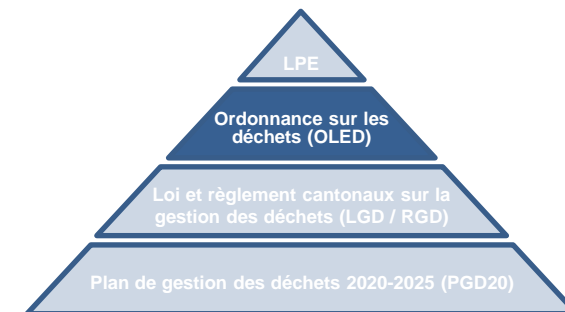 LPE
Ordonnance sur les
déchets (OLED)
Loi et règlement cantonaux sur la
gestion des déchets (LGD / RGD)
Plan de gestion des déchets 2020-2025 (PGD20)